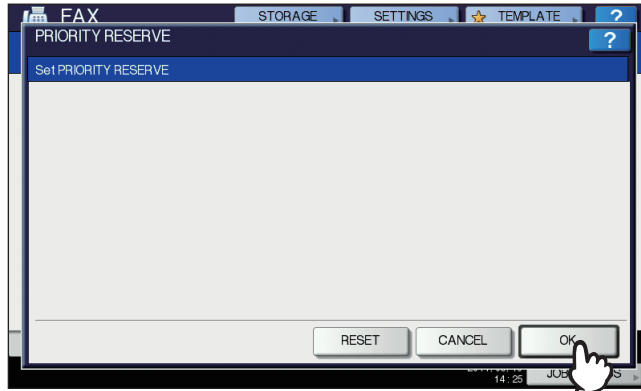 FAX STORAGE SETTINGS TEMPLATE ?
PRIORITY RESERVE ?
Set PRIORITY RESERVE
RESET CANCEL OK
14 : 25